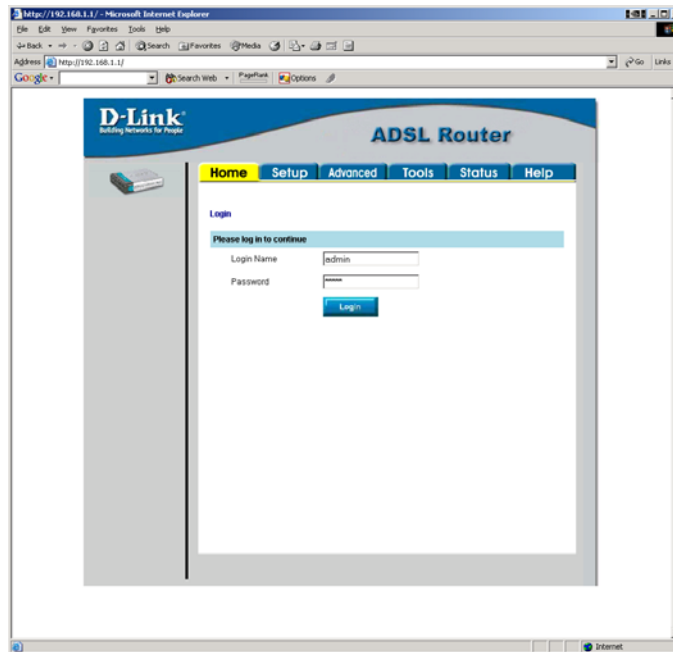 http://192.168.1.1/ - Microsoft Internet Explorer
File Edit View Favorites Tools Help
Back Search Favorites Media
Address http://192.168.1.1/ Go Links
Google Search Web PageRank Options
D-Link
Building Networks for People
ADSL Router
Home Setup Advanced Tools Status Help
Login
Please log in to continue
Login Name admin
Password *****
Login
Internet